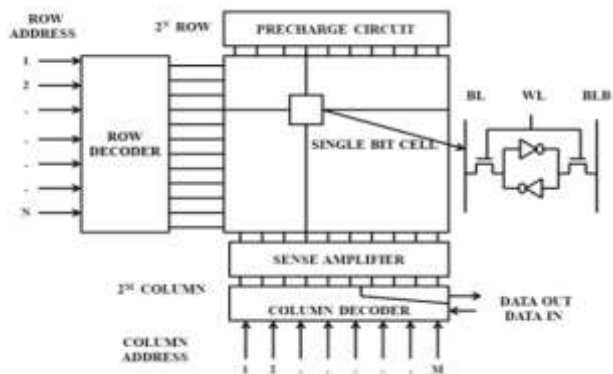 ROW
ADDRESS
2ᴺ ROW
PRECHARGE CIRCUIT
1
2
.
.
.
.
N
ROW
DECODER
SINGLE BIT CELL
BL WL BLB
SENSE AMPLIFIER
2ᴹ COLUMN
COLUMN DECODER
DATA OUT
DATA IN
COLUMN
ADDRESS
1 2 . . . . . M